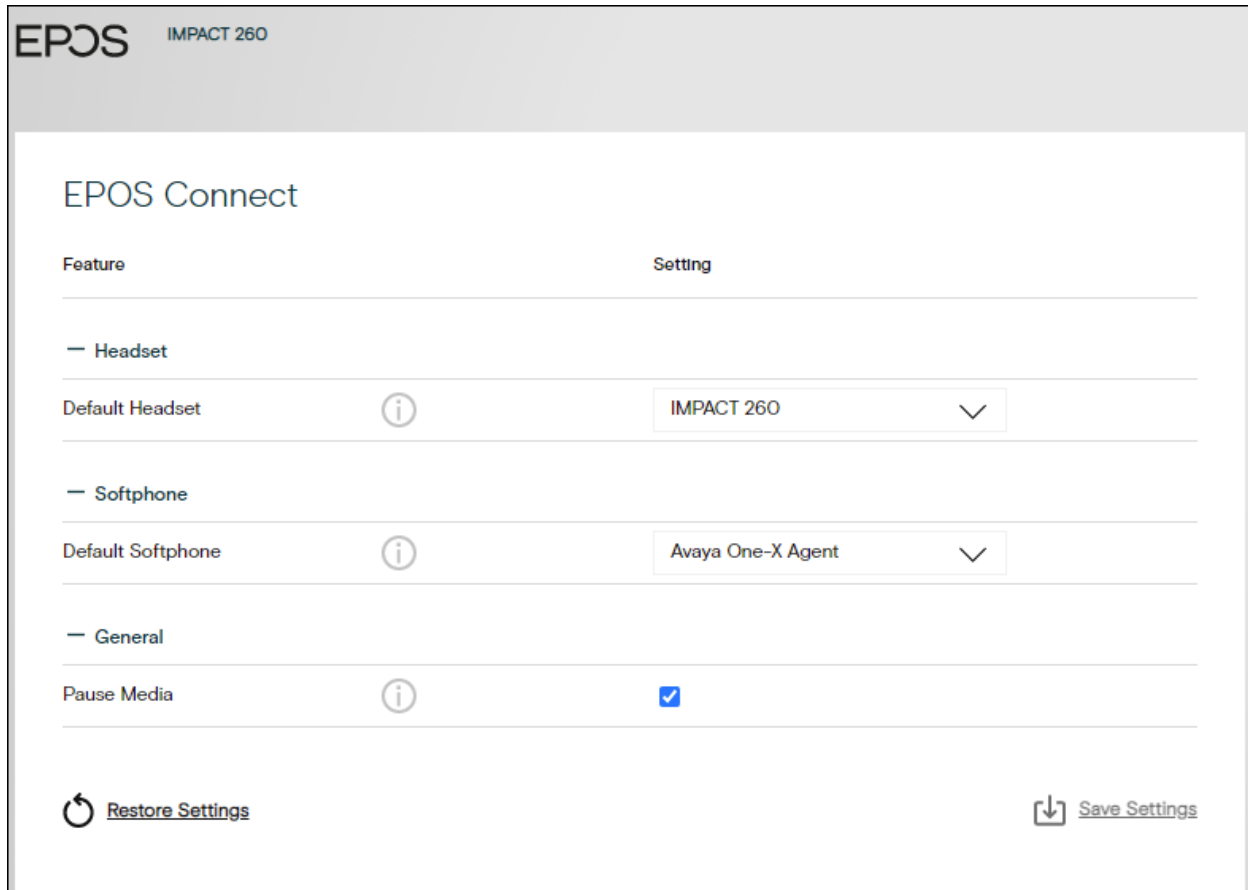 EPOS
IMPACT 260
EPOS Connect
Feature Setting
Headset
Default Headset IMPACT 260
Softphone
Default Softphone Avaya One-X Agent
General
Pause Media
Restore Settings Save Settings